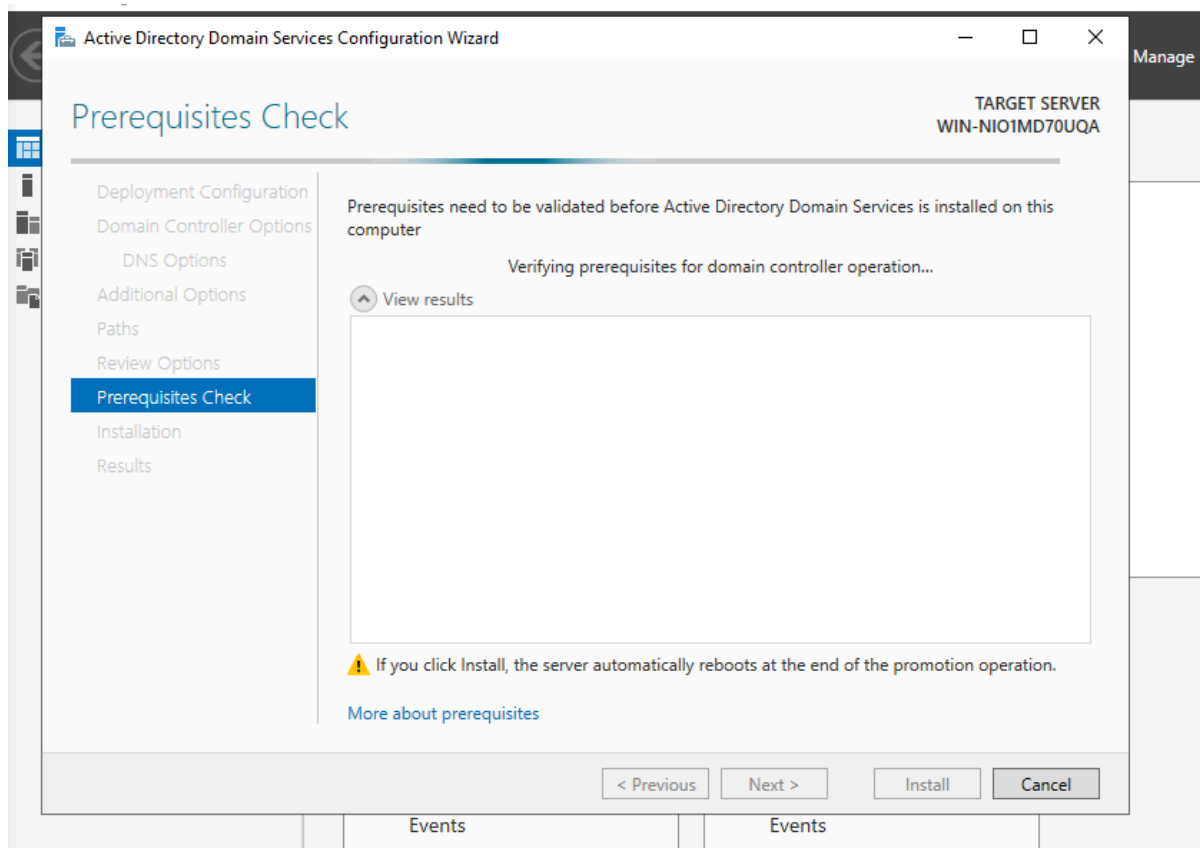 Active Directory Domain Services Configuration Wizard
Manage
Prerequisites Check
TARGET SERVER
WIN-NIO1MD70UQA
Deployment Configuration
Domain Controller Options
DNS Options
Additional Options
Paths
Review Options
Prerequisites Check
Installation
Results
Prerequisites need to be validated before Active Directory Domain Services is installed on this
computer
Verifying prerequisites for domain controller operation...
View results
If you click Install, the server automatically reboots at the end of the promotion operation.
More about prerequisites
< Previous
Next >
Install
Cancel
Events
Events